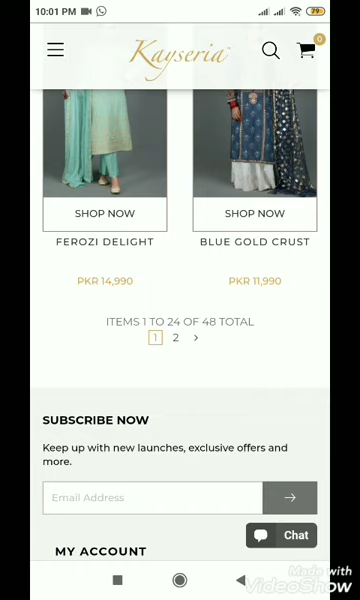 10:01 PM
79
Kayseria
0
SHOP NOW
SHOP NOW
FEROZI DELIGHT
BLUE GOLD CRUST
PKR 14,990
PKR 11,990
ITEMS 1 TO 24 OF 48 TOTAL
1 2 >
SUBSCRIBE NOW
Keep up with new launches, exclusive offers and
more.
Email Address
Chat
MY ACCOUNT
Made with
VideoShow